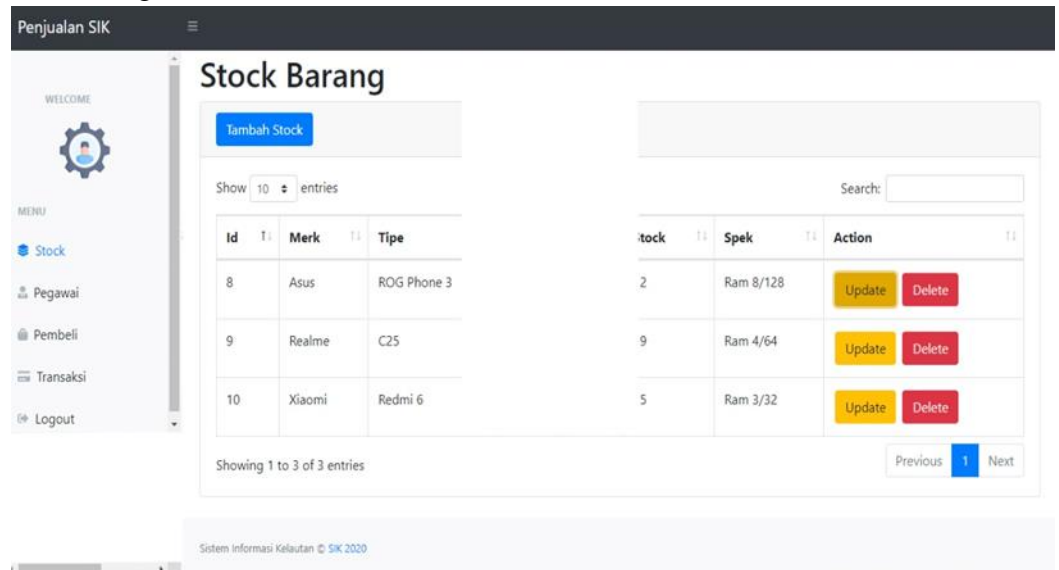 Penjualan SIK
Stock Barang
WELCOME
Tambah Stock
Show 10 entries
Search:
MENU
Id Merk Tipe Spek Action
Stock
8 Asus ROG Phone 3 2 Ram 8/128 Update Delete
Pegawai
Pembeli
9 Realme C25 9 Ram 4/64 Update Delete
Transaksi
10 Xiaomi Redmi 6 5 Ram 3/32 Update Delete
Logout
Showing 1 to 3 of 3 entries
Previous 1 Next
Sistem Informasi Kelautan © SIK 2020